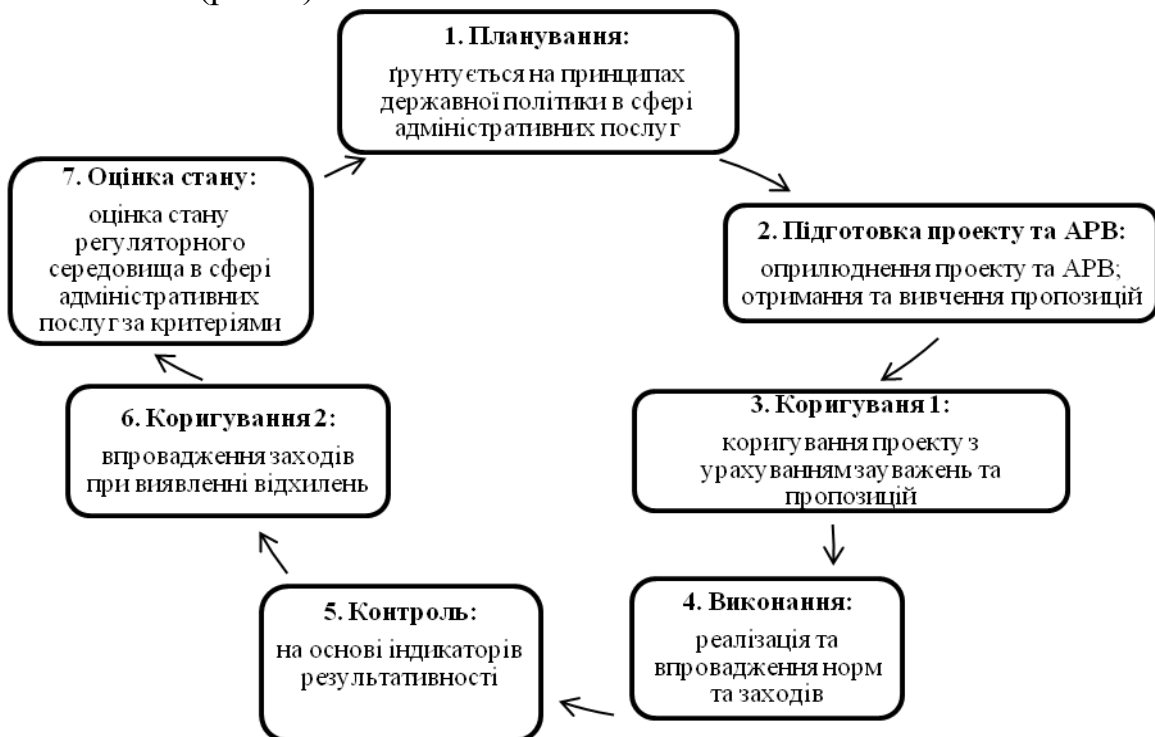 1. Планування:
ґрунтується на принципах
державної політики в сфері
адміністративних послуг
7. Оцінка стану:
оцінка стану
регуляторного
середовища в сфері
адміністративних
послуг за критеріями
2. Підготовка проекту та АРВ:
оприлюднення проекту та АРВ;
отримання та вивчення пропозицій
6. Коригування 2:
впровадження заходів
при виявленні відхилень
3. Коригуваня 1:
коригування проекту з
урахуванням зауважень та
пропозицій
5. Контроль:
на основі індикаторів
результативності
4. Виконання:
реалізація та
впровадження норм
та заходів